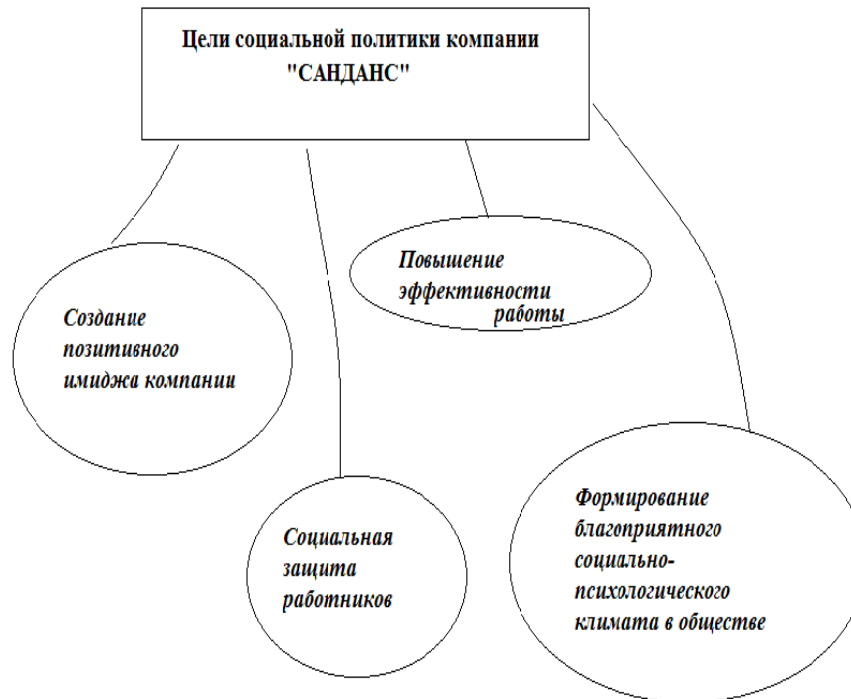 Цели социальной политики компании
"САНДАНС"
Создание
позитивного
имиджа компании
Повышение
эффективности
работы
Социальная
защита
работников
Формирование
благоприятного
социально-
психологического
климата в обществе